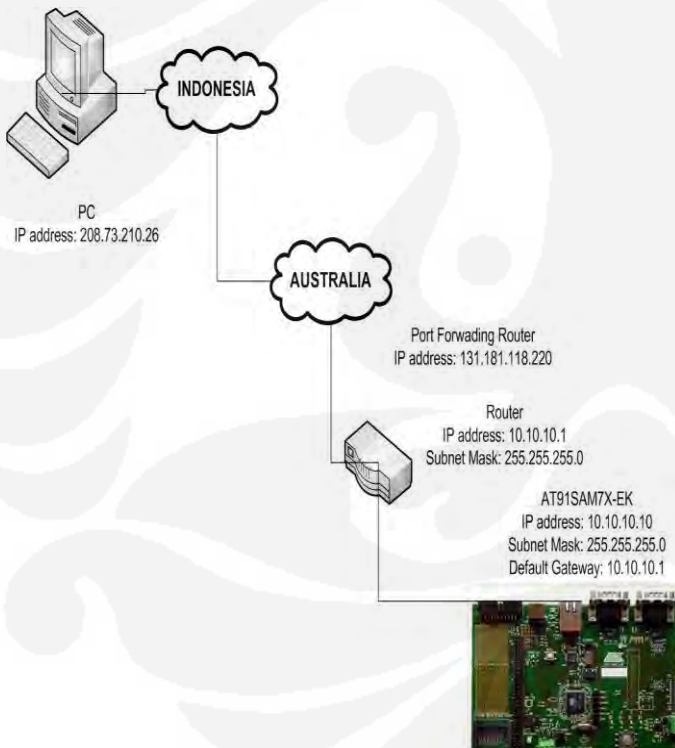 INDONESIA
PC
IP address: 208.73.210.26
AUSTRALIA
Port Forwading Router
IP address: 131.181.118.220
Router
IP address: 10.10.10.1
Subnet Mask: 255.255.255.0
AT91SAM7X-EK
IP address: 10.10.10.10
Subnet Mask: 255.255.255.0
Default Gateway: 10.10.10.1